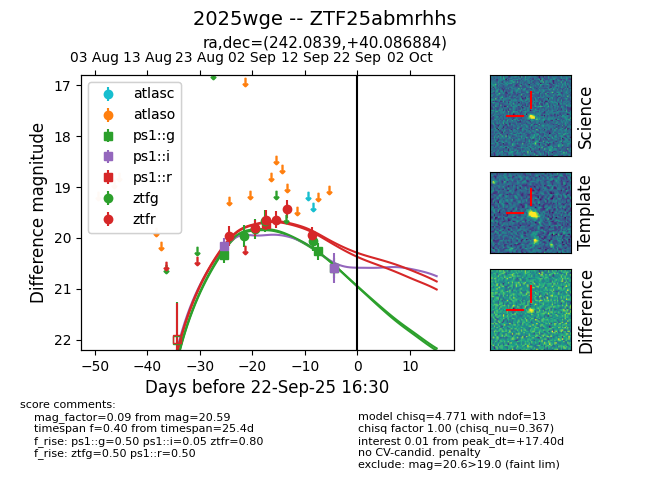 2025wge -- ZTF25abmrhhs
ra,dec=(242.0839,+40.086884)
03 Aug 13 Aug 23 Aug 02 Sep 12 Sep 22 Sep 02 Oct
17
18
19
20
21
22
Difference magnitude
atlasc
atlaso
ps1::g
ps1::i
ps1::r
ztfg
ztfr
−50 −40 −30 −20 −10 0 10
Days before 22-Sep-25 16:30
Science
Template
Difference
score comments:
mag_factor=0.09 from mag=20.59
timespan f=0.40 from timespan=25.4d
f_rise: ps1::g=0.50 ps1::i=0.05 ztfr=0.80
f_rise: ztfg=0.50 ps1::r=0.50
model chisq=4.771 with ndof=13
chisq factor 1.00 (chisq_nu=0.367)
interest 0.01 from peak_dt=+17.40d
no CV-candid. penalty
exclude: mag=20.6>19.0 (faint lim)